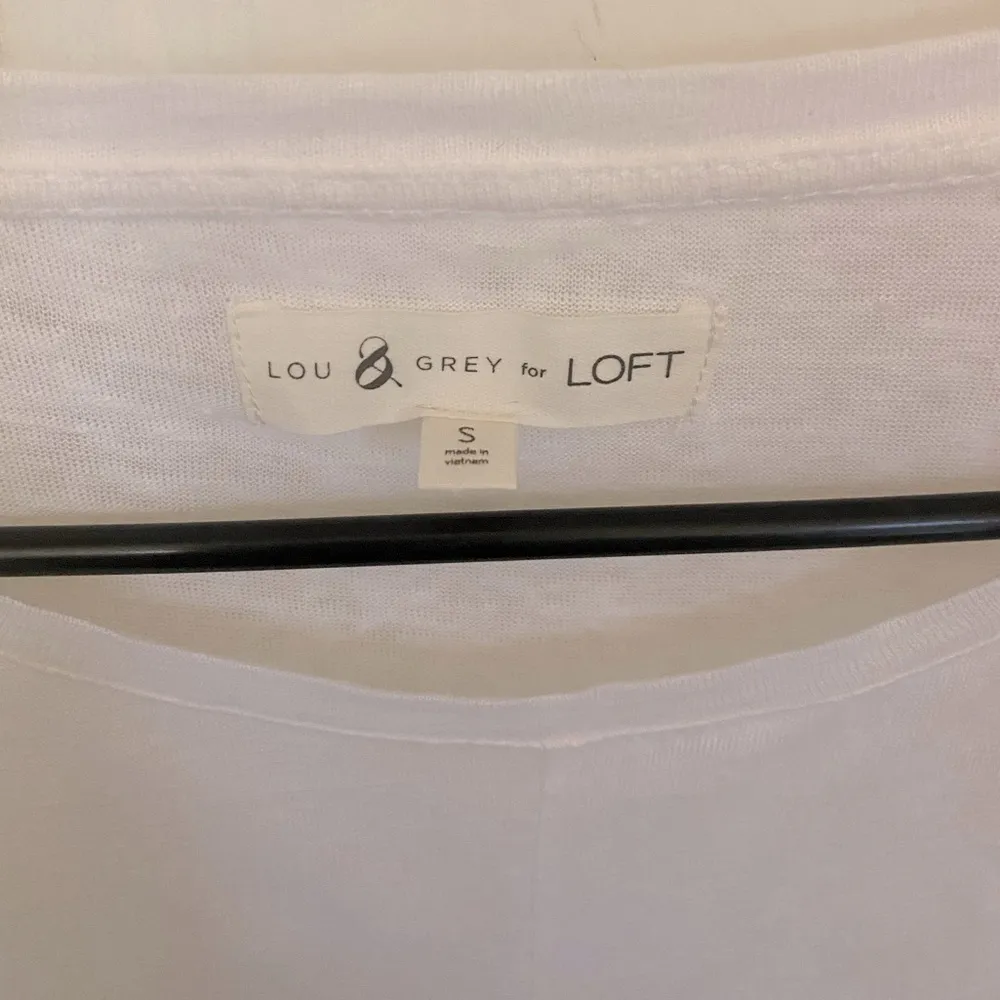 LOU & GREY for LOFT
S
made in
vietnam